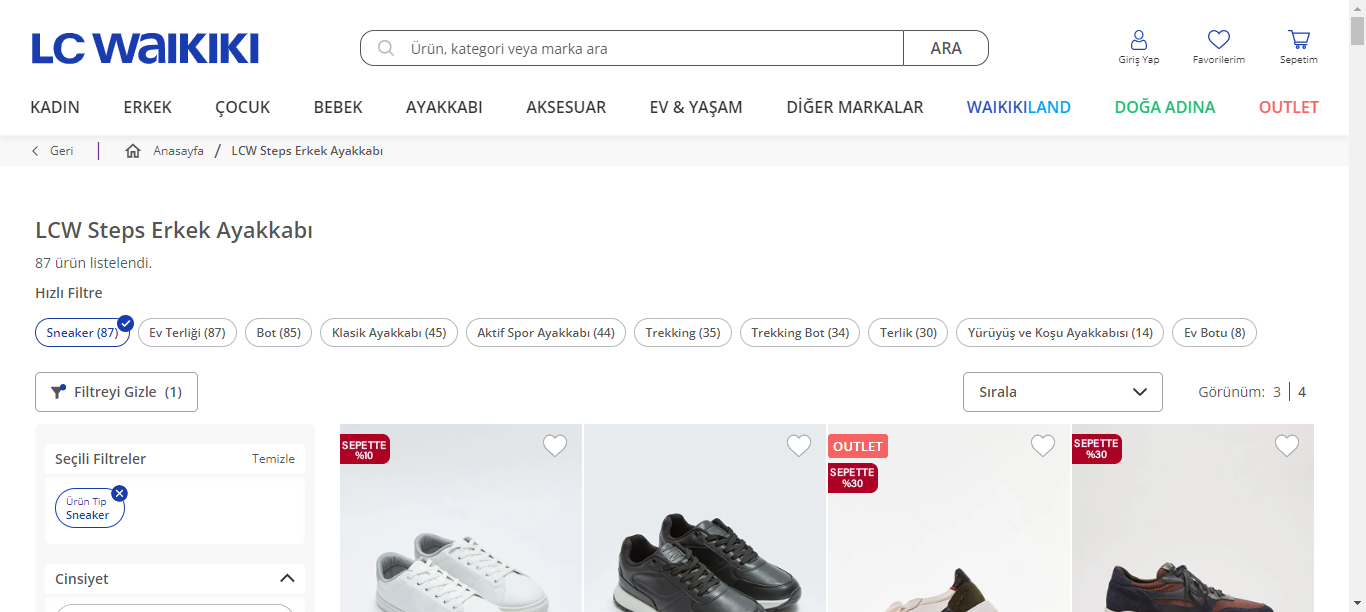 LC WAIKIKI
Ürün, kategori veya marka ara
ARA
Giriş Yap
Favorilerim
Sepetim
KADIN
ERKEK
ÇOCUK
BEBEK
AYAKKABI
AKSESUAR
EV & YAŞAM
DİĞER MARKALAR
WAIKIKILAND
DOĞA ADINA
OUTLET
Geri
Anasayfa / LCW Steps Erkek Ayakkabı
LCW Steps Erkek Ayakkabı
87 ürün listelendi.
Hızlı Filtre
Sneaker (87)
Ev Terliği (87)
Bot (85)
Klasik Ayakkabı (45)
Aktif Spor Ayakkabı (44)
Trekking (35)
Trekking Bot (34)
Terlik (30)
Yürüyüş ve Koşu Ayakkabısı (14)
Ev Botu (8)
Filtreyi Gizle (1)
Sırala
Görünüm: 3 | 4
Seçili Filtreler
Temizle
Ürün Tip
Sneaker
Cinsiyet
SEPETTE
%10
OUTLET
SEPETTE
%30
SEPETTE
%30